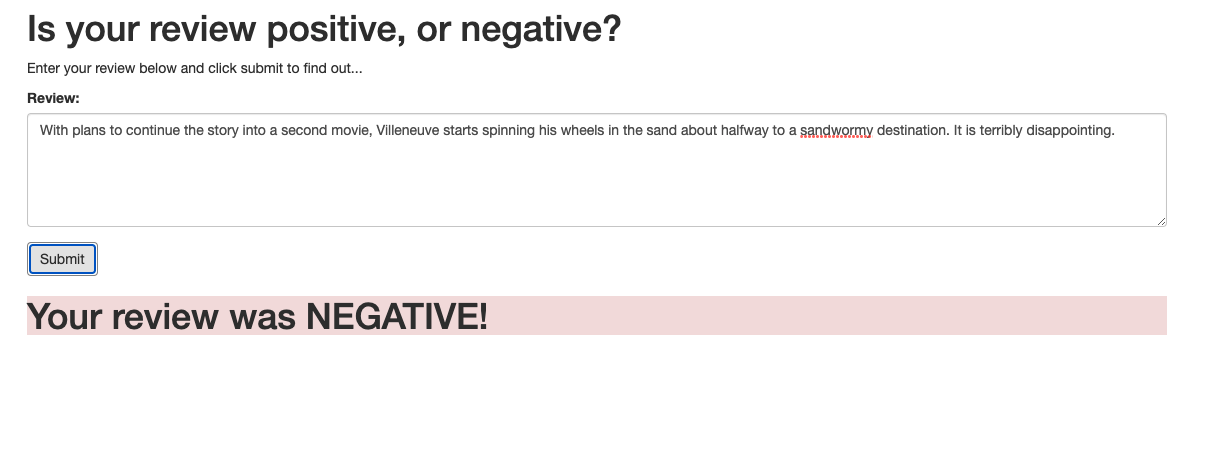 Is your review positive, or negative?
Enter your review below and click submit to find out...
Review:
With plans to continue the story into a second movie, Villeneuve starts spinning his wheels in the sand about halfway to a sandwormy destination. It is terribly disappointing.
Submit
Your review was NEGATIVE!